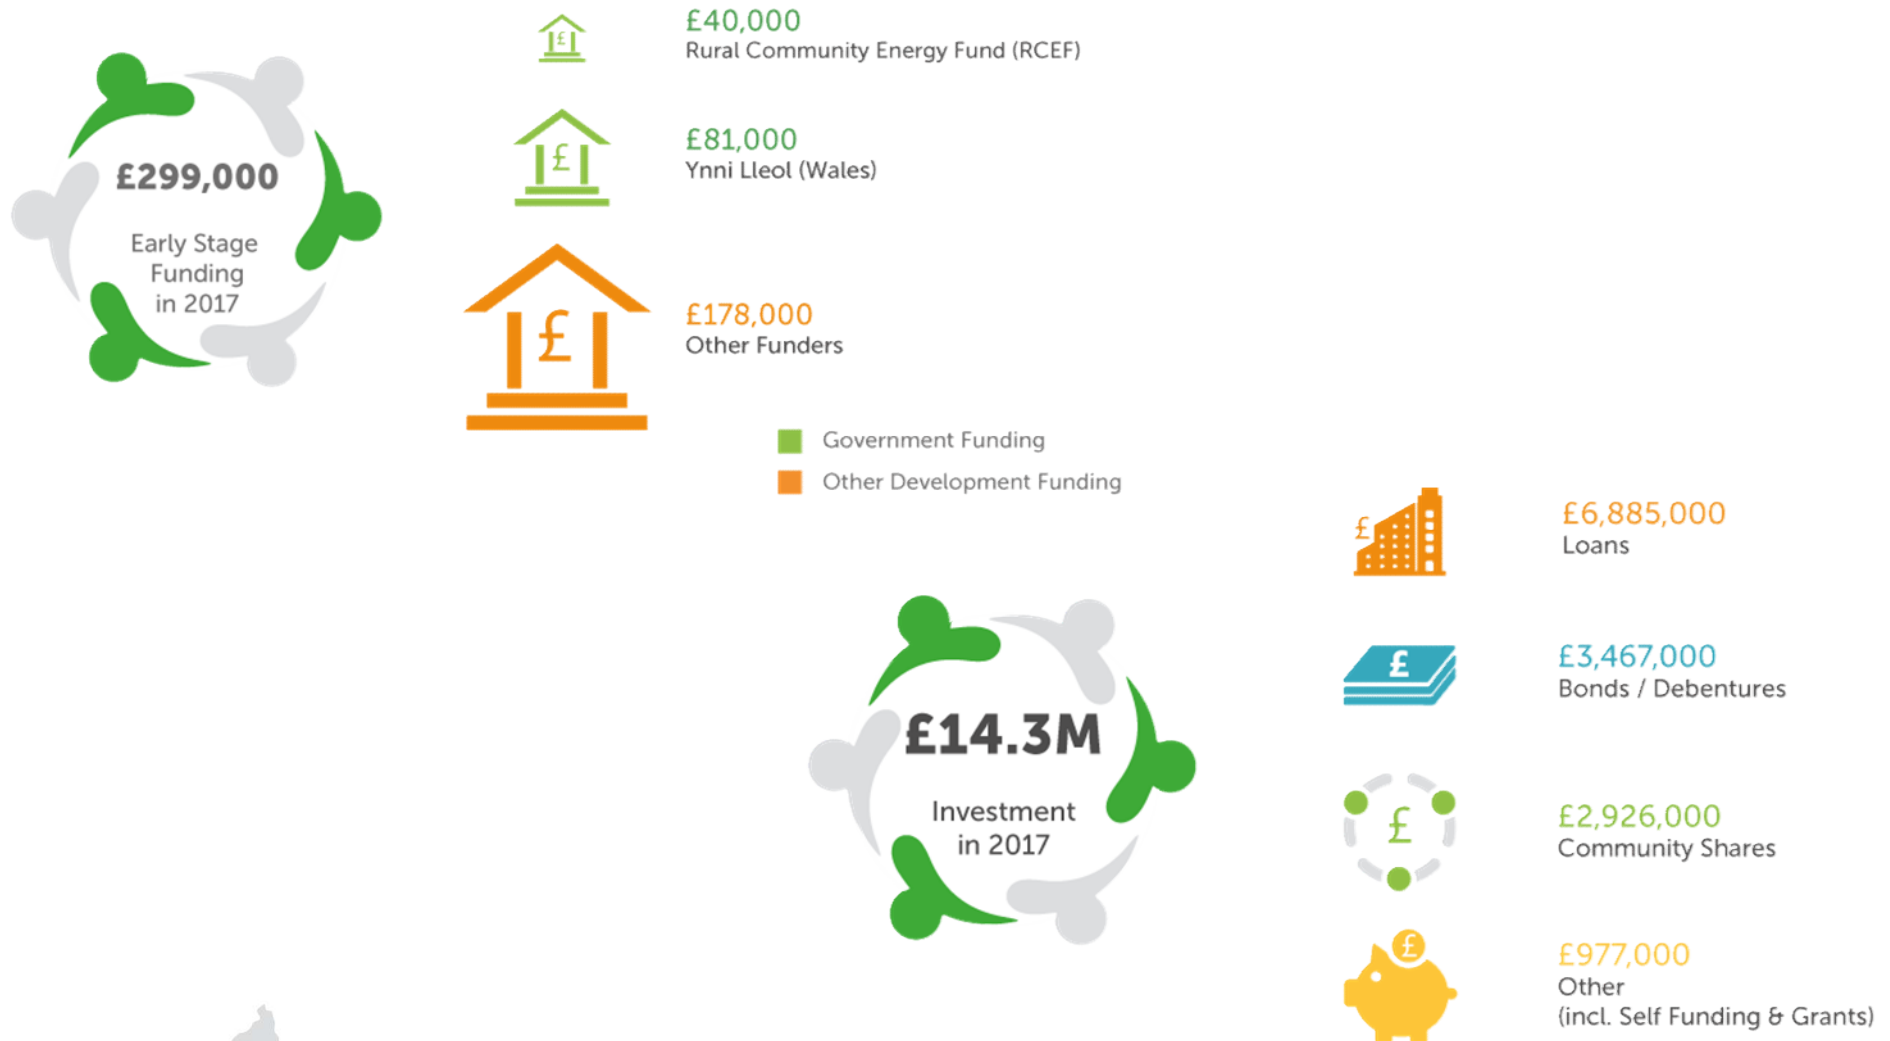 £299,000
Early Stage
Funding
in 2017
£
£40,000
Rural Community Energy Fund (RCEF)
£
£81,000
Ynni Lleol (Wales)
£
£178,000
Other Funders
Government Funding
Other Development Funding
£14.3M
Investment
in 2017
£
£6,885,000
Loans
£
£3,467,000
Bonds / Debentures
£
£2,926,000
Community Shares
£
£977,000
Other
(incl. Self Funding & Grants)